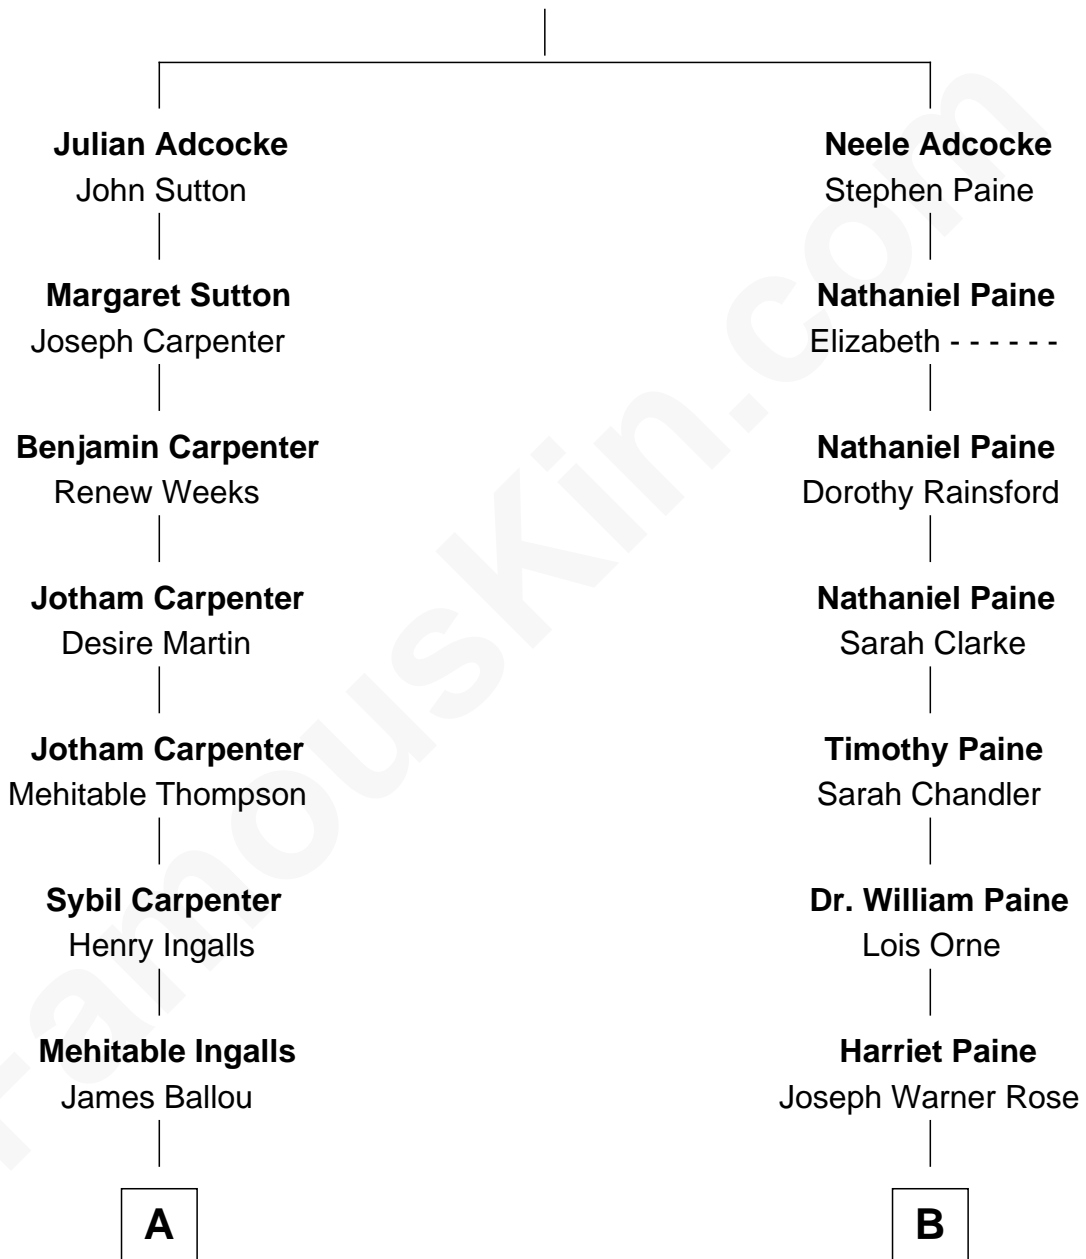 Julian Adcocke
John Sutton
Margaret Sutton
Joseph Carpenter
Benjamin Carpenter
Renew Weeks
Jotham Carpenter
Desire Martin
Jotham Carpenter
Mehitable Thompson
Sybil Carpenter
Henry Ingalls
Mehitable Ingalls
James Ballou
A
Neele Adcocke
Stephen Paine
Nathaniel Paine
Elizabeth - - - - - -
Nathaniel Paine
Dorothy Rainsford
Nathaniel Paine
Sarah Clarke
Timothy Paine
Sarah Chandler
Dr. William Paine
Lois Orne
Harriet Paine
Joseph Warner Rose
B
FamousKin.com